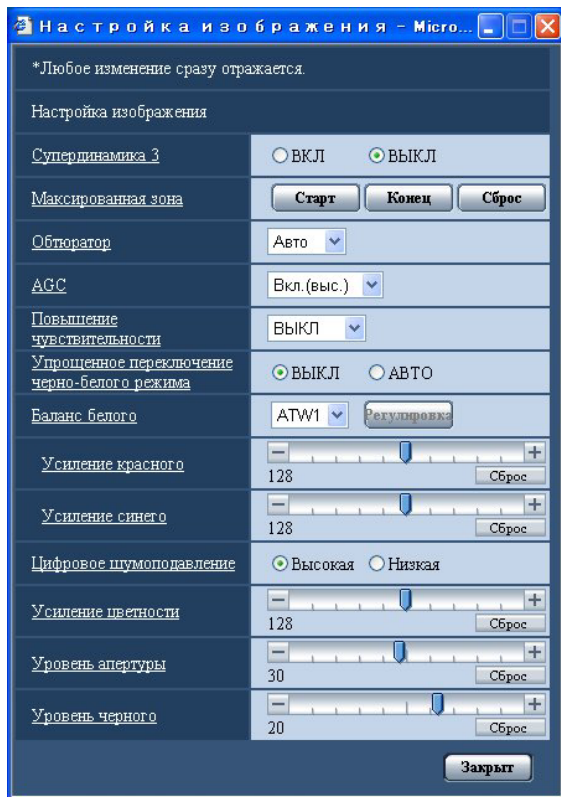 Настройка изображения - Micro...
*Любое изменение сразу отражается.
Настройка изображения
Супердинамика 3 ВКЛ ВЫКЛ
Максированная зона Старт Конец Сброс
Обтюратор Авто
AGC Вкл.(выс.)
Повышение
чувствительности ВЫКЛ
Упрощенное переключение
черно-белого режима ВЫКЛ АВТО
Баланс белого ATW1 Регулировка
Усиление красного 128 Сброс
Усиление синего 128 Сброс
Цифровое шумоподавление Высокая Низкая
Усиление цветности 128 Сброс
Уровень апертуры 30 Сброс
Уровень черного 20 Сброс
Закрыт